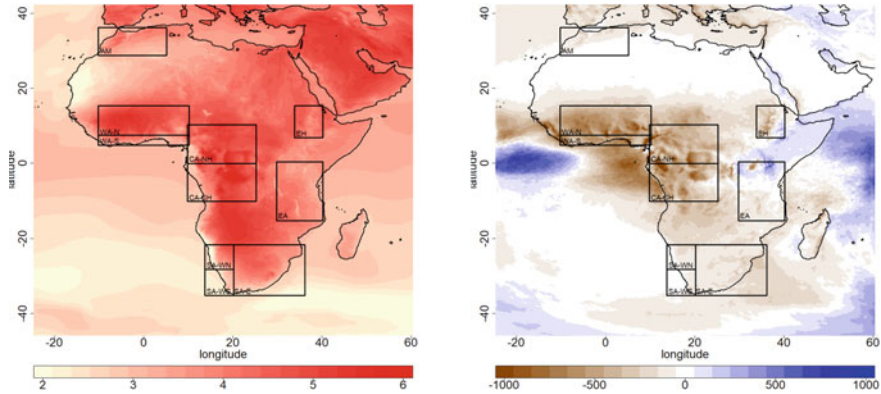 40
20
0
-20
-40
latitude
AM
WA-N
WA-S
EH
CA-NH
CA-SH
EA
SA-WN
SA-WS
SA-E
-20 0 20 40 60
longitude
2 3 4 5 6
40
20
0
-20
-40
latitude
AM
WA-N
WA-S
EH
CA-NH
CA-SH
EA
SA-WN
SA-WS
SA-E
-20 0 20 40 60
longitude
-1000 -500 0 500 1000